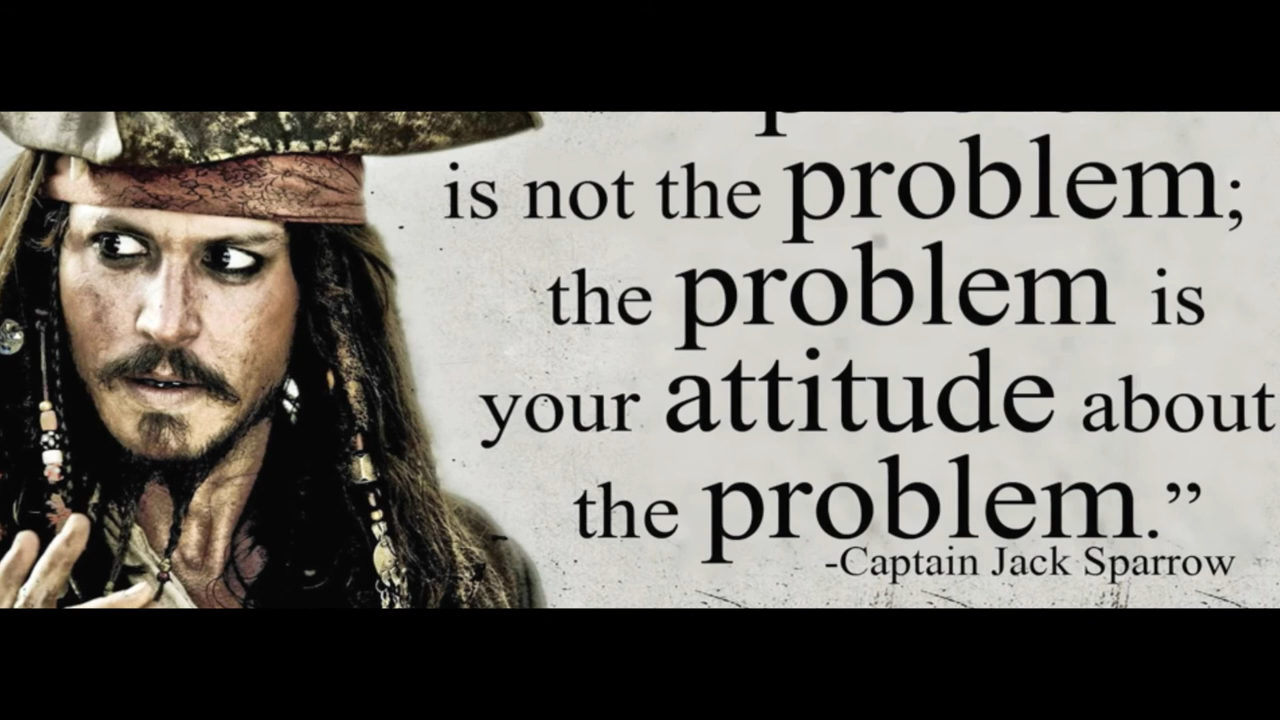 is not the problem;
the problem is
your attitude about
the problem.”
-Captain Jack Sparrow